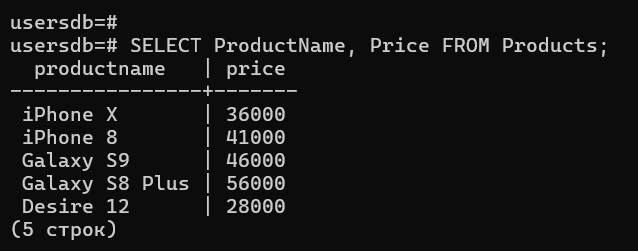 usersdb=#
usersdb=# SELECT ProductName, Price FROM Products;
  productname   | price
----------------+-------
 iPhone X       | 36000
 iPhone 8       | 41000
 Galaxy S9      | 46000
 Galaxy S8 Plus | 56000
 Desire 12      | 28000
(5 строк)